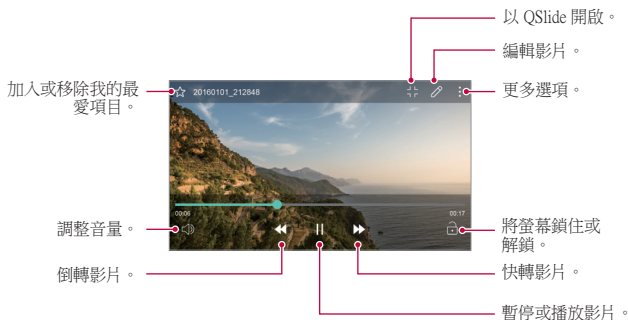 以 QSlide 開啟。
編輯影片。
更多選項。
加入或移除我的最
愛項目。
20160101_212848
00:06
00:17
調整音量。
將螢幕鎖住或
解鎖。
倒轉影片。
快轉影片。
暫停或播放影片。